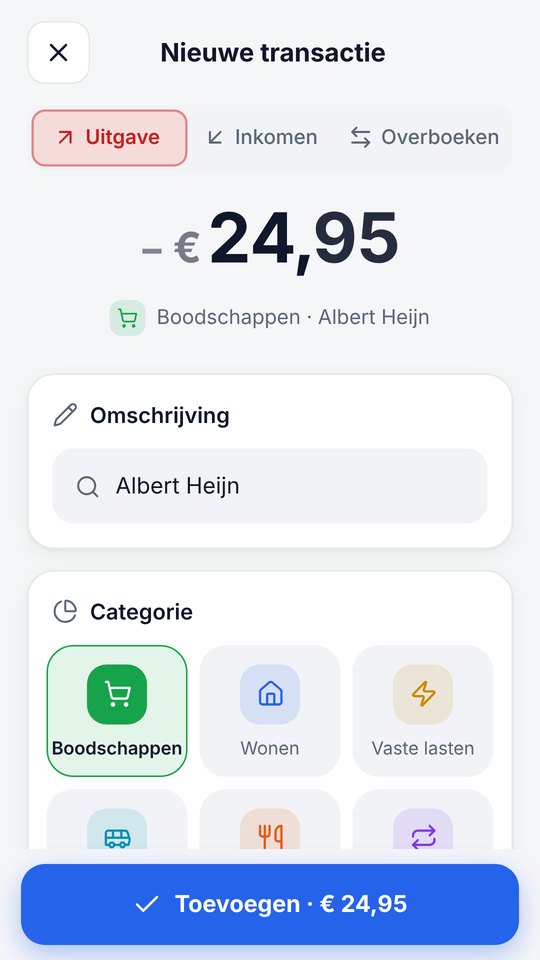 Nieuwe transactie
Uitgave Inkomen Overboeken
– € 24,95
Boodschappen · Albert Heijn
Omschrijving
Albert Heijn
Categorie
Boodschappen Wonen Vaste lasten
Toevoegen · € 24,95